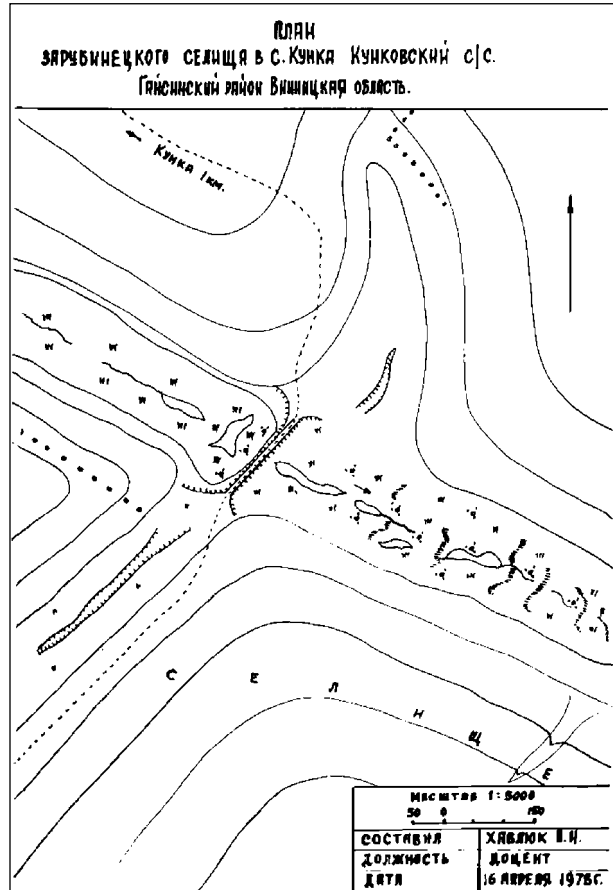 ПЛАН
ЗАРУБИНЕЦКОГО СЕЛИЩА В С. КУНКА КУНКОВСКИЙ С/С.
ГАЙСИНСКИЙ РАЙОН ВИННИЦКАЯ ОБЛАСТЬ.
КУНКА 1КМ.
СЕЛИЩЕ
МАСШТАБ 1:5000
50 0 150
СОСТАВИЛ ХАВЛЮК П.И.
ДОЛЖНОСТЬ ДОЦЕНТ
ДАТА 16 АПРЕЛЯ 1975Г.